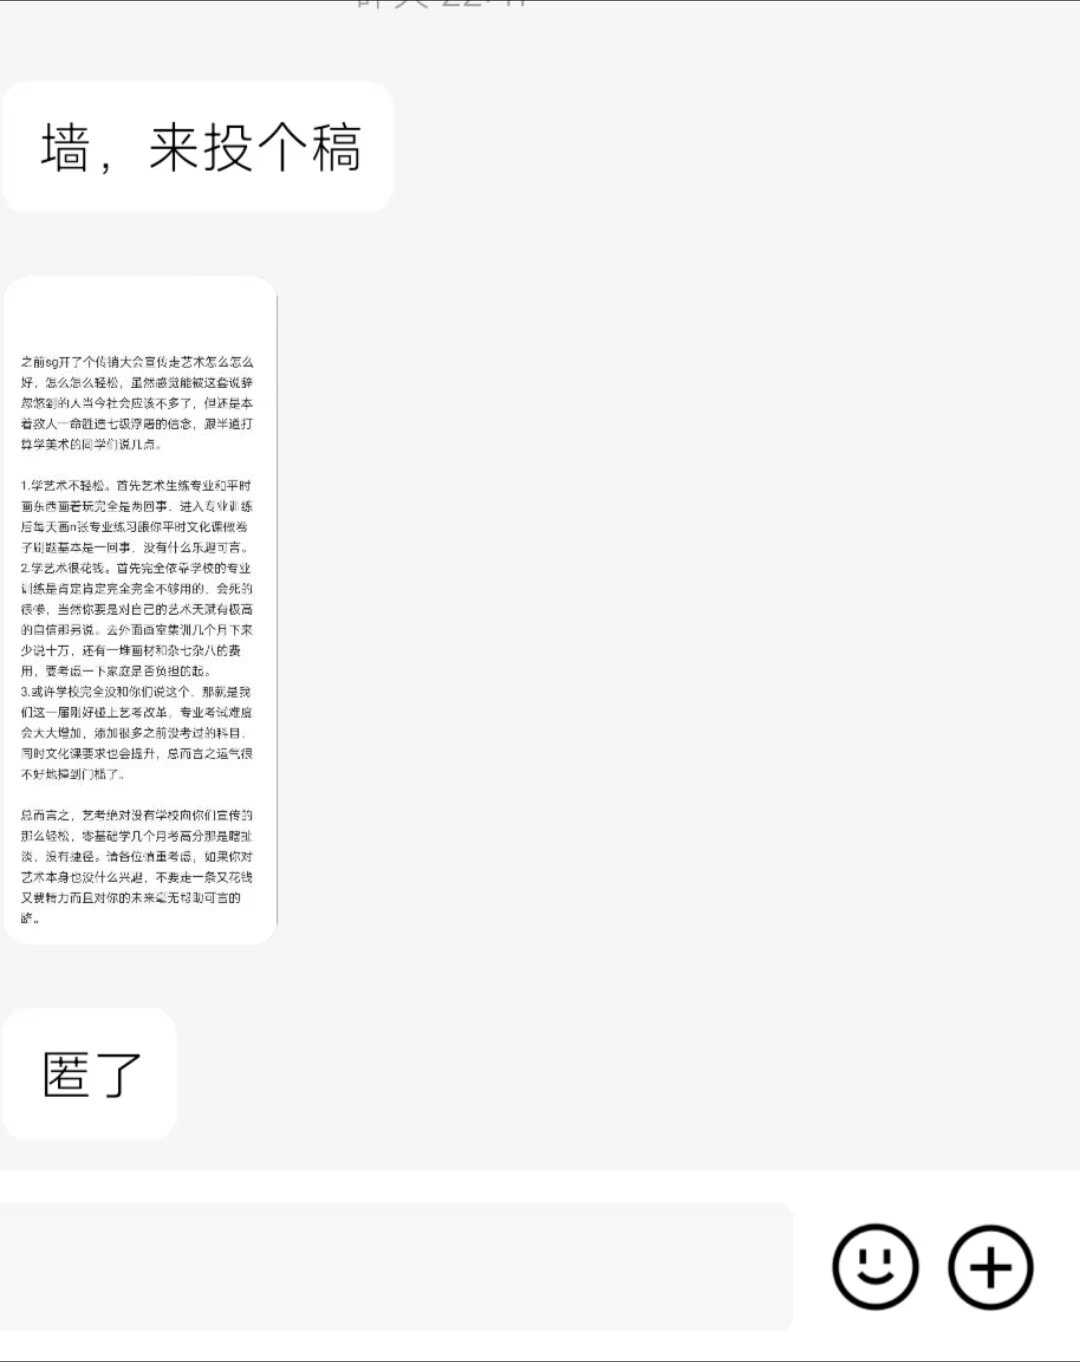 墙，来投个稿
之前sg开了个传销大会宣传走艺术怎么怎么
好，怎么怎么轻松，虽然感觉能被这套说辞
忽悠到的人当今社会应该不多了，但还是本
着救人一命胜造七级浮屠的信念，跟半道打
算学美术的同学们说几点。
1.学艺术不轻松。首先艺术生练专业和平时
画东西画着玩完全是两回事，进入专业训练
后每天画n张专业练习跟你平时文化课做卷
子刷题基本是一回事，没有什么乐趣可言。
2.学艺术很花钱。首先完全依靠学校的专业
训练是肯定肯定完全完全不够用的，会死的
很惨，当然你要是对自己的艺术天赋有极高
的自信那另说。去外面画室集训几个月下来
少说十万，还有一堆画材和杂七杂八的费
用，要考虑一下家庭是否负担的起。
3.或许学校完全没和你们说这个，那就是我
们这一届刚好碰上艺考改革，专业考试难度
会大大增加，添加很多之前没考过的科目，
同时文化课要求也会提升，总而言之运气很
不好地撞到门槛了。
总而言之，艺考绝对没有学校向你们宣传的
那么轻松，零基础学几个月考高分那是瞎扯
淡，没有捷径。请各位慎重考虑，如果你对
艺术本身也没什么兴趣，不要走一条又花钱
又费精力而且对你的未来毫无帮助可言的
路。
匿了